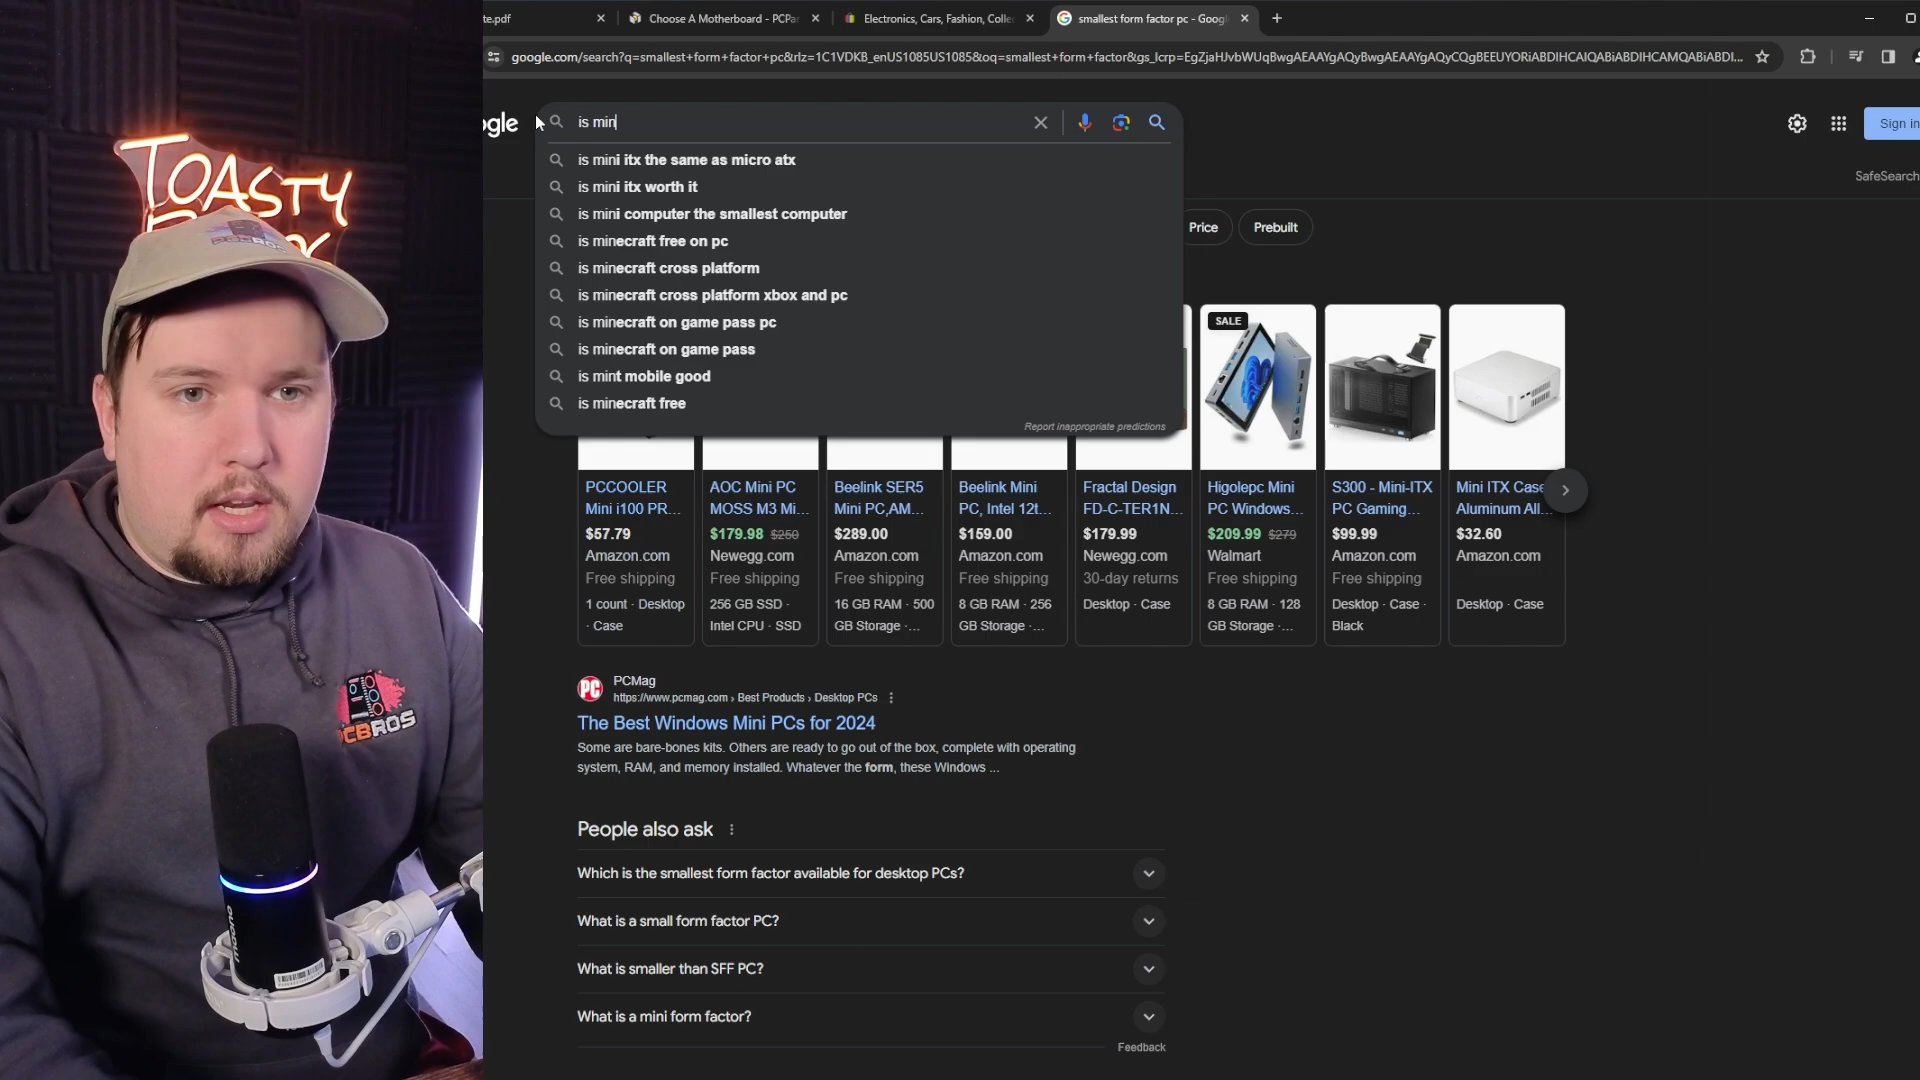 te.pdf
Choose A Motherboard - PCPar
Electronics, Cars, Fashion, Colle
smallest form factor pc - Googl
google.com/search?q=smallest+form+factor+pc&rlz=1C1VDKB_enUS1085US1085&oq=smallest+form+factor&gs_lcrp=EgZjaHJvbWUqBwgAEAAYgAQyBwgAEAAYgAQyCQgBEEUYORiABDIHCAIQABiABDIHCAMQABiABDI...
ogle
is min
Sign in
is mini itx the same as micro atx
is mini itx worth it
SafeSearch
is mini computer the smallest computer
Price
Prebuilt
is minecraft free on pc
is minecraft cross platform
is minecraft cross platform xbox and pc
is minecraft on game pass pc
is minecraft on game pass
is mint mobile good
is minecraft free
Report inappropriate predictions
SALE
PCCOOLER
Mini i100 PR...
$57.79
Amazon.com
Free shipping
1 count · Desktop
· Case
AOC Mini PC
MOSS M3 Mi...
$179.98 $250
Newegg.com
Free shipping
256 GB SSD ·
Intel CPU · SSD
Beelink SER5
Mini PC,AM...
$289.00
Amazon.com
Free shipping
16 GB RAM · 500
GB Storage ·...
Beelink Mini
PC, Intel 12t...
$159.00
Amazon.com
Free shipping
8 GB RAM · 256
GB Storage ·...
Fractal Design
FD-C-TER1N...
$179.99
Newegg.com
30-day returns
Desktop · Case
Higolepc Mini
PC Windows...
$209.99 $279
Walmart
Free shipping
8 GB RAM · 128
GB Storage ·...
S300 - Mini-ITX
PC Gaming...
$99.99
Amazon.com
Free shipping
Desktop · Case ·
Black
Mini ITX Case
Aluminum All...
$32.60
Amazon.com
Desktop · Case
PC
PCMag
https://www.pcmag.com › Best Products › Desktop PCs
The Best Windows Mini PCs for 2024
Some are bare-bones kits. Others are ready to go out of the box, complete with operating
system, RAM, and memory installed. Whatever the form, these Windows ...
People also ask
Which is the smallest form factor available for desktop PCs?
What is a small form factor PC?
What is smaller than SFF PC?
What is a mini form factor?
Feedback
TOASTY
PCBROS
PCBROS
maono